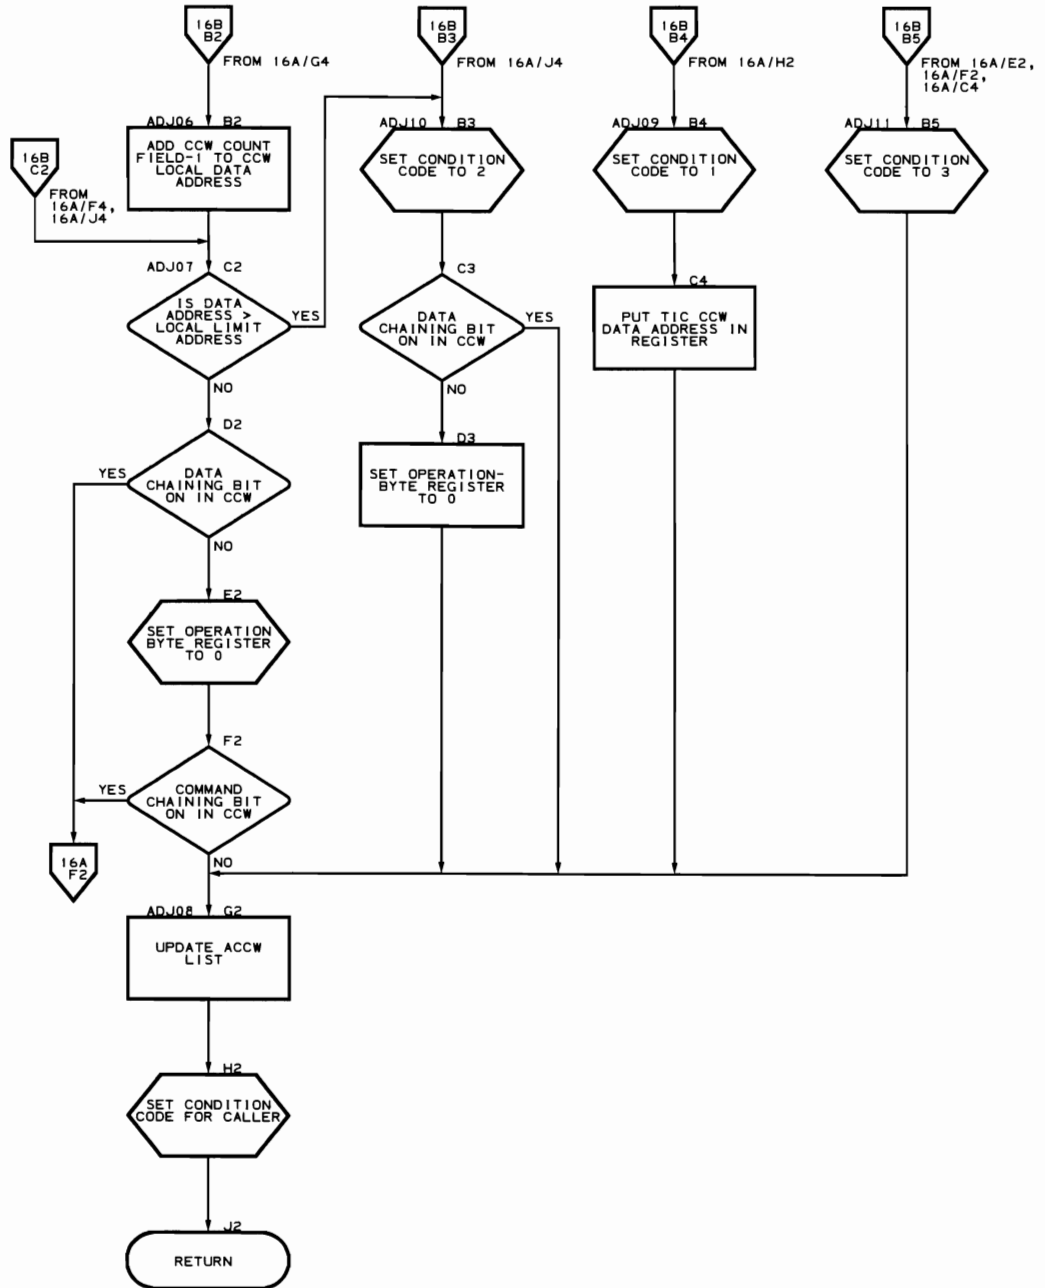 16B
B2
FROM 16A/G4
16B
B3
FROM 16A/J4
16B
B4
FROM 16A/H2
16B
B5
FROM 16A/E2,
16A/F2,
16A/C4
ADJ06 B2
ADD CCW COUNT
FIELD-1 TO CCW
LOCAL DATA
ADDRESS
ADJ10 B3
SET CONDITION
CODE TO 2
ADJ09 B4
SET CONDITION
CODE TO 1
ADJ11 B5
SET CONDITION
CODE TO 3
16B
C2
FROM
16A/F4,
16A/J4
ADJ07 C2
IS DATA
ADDRESS >
LOCAL LIMIT
ADDRESS
YES
NO
C3
DATA
CHAINING BIT
ON IN CCW
YES
NO
C4
PUT TIC CCW
DATA ADDRESS IN
REGISTER
D2
DATA
CHAINING BIT
ON IN CCW
YES
NO
D3
SET OPERATION-
BYTE REGISTER
TO 0
E2
SET OPERATION
BYTE REGISTER
TO 0
F2
COMMAND
CHAINING BIT
ON IN CCW
YES
NO
16A
F2
ADJ08 G2
UPDATE ACCW
LIST
H2
SET CONDITION
CODE FOR CALLER
J2
RETURN